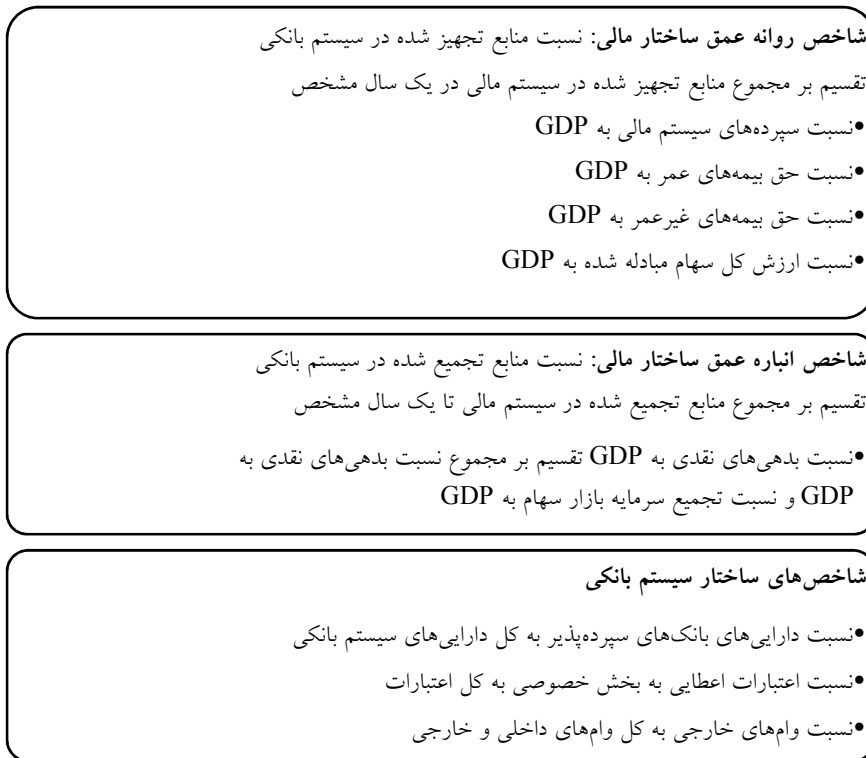 شاخص روانه عمق ساختار مالی: نسبت منابع تجهیز شده در سیستم بانکی
تقسیم بر مجموع منابع تجهیز شده در سیستم مالی در یک سال مشخص
•نسبت سپرده‌های سیستم مالی به GDP
•نسبت حق بیمه‌های عمر به GDP
•نسبت حق بیمه‌های غیرعمر به GDP
•نسبت ارزش کل سهام مبادله شده به GDP
شاخص انباره عمق ساختار مالی: نسبت منابع تجمیع شده در سیستم بانکی
تقسیم بر مجموع منابع تجمیع شده در سیستم مالی تا یک سال مشخص
•نسبت بدهی‌های نقدی به GDP تقسیم بر مجموع نسبت بدهی‌های نقدی به
GDP و نسبت تجمیع سرمایه بازار سهام به GDP
شاخص‌های ساختار سیستم بانکی
•نسبت دارایی‌های بانک‌های سپرده‌پذیر به کل دارایی‌های سیستم بانکی
•نسبت اعتبارات اعطایی به بخش خصوصی به کل اعتبارات
•نسبت وام‌های خارجی به کل وام‌های داخلی و خارجی